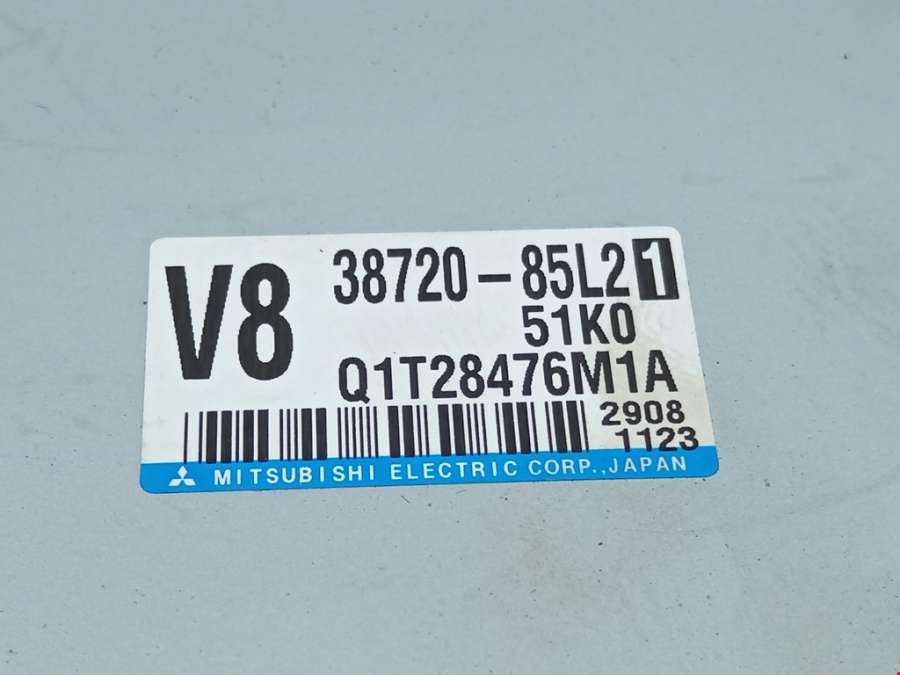 V8
38720-85L21
51K0
Q1T28476M1A
2908
1123
MITSUBISHI ELECTRIC CORP., JAPAN